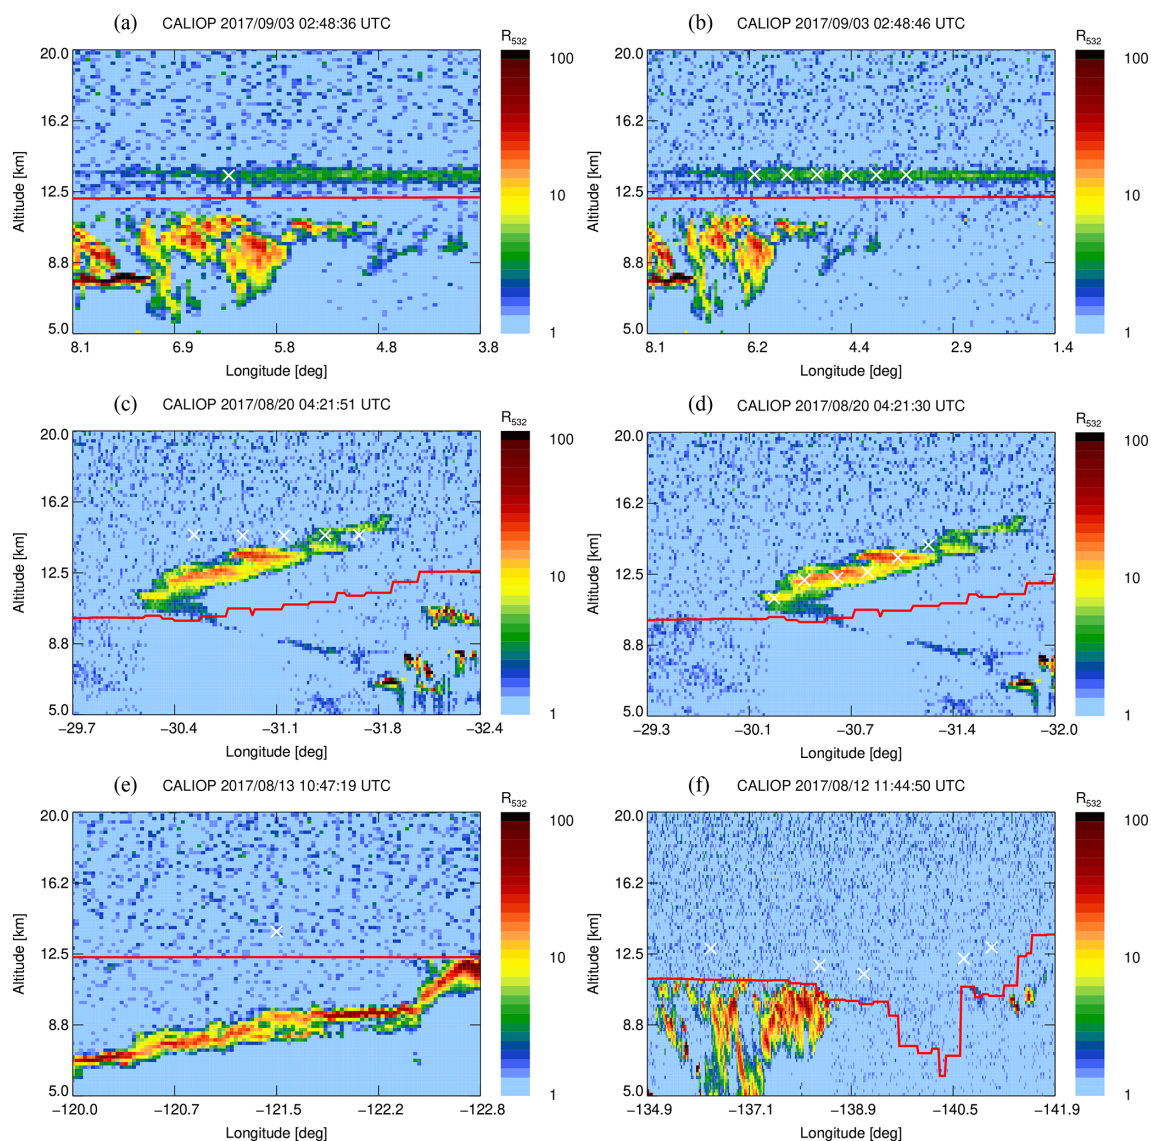 (a) CALIOP 2017/09/03 02:48:36 UTC
(b) CALIOP 2017/09/03 02:48:46 UTC
R532
20.0
16.2
12.5
8.8
5.0
Altitude [km]
8.1 6.9 5.8 4.8 3.8
Longitude [deg]
100
10
1
R532
20.0
16.2
12.5
8.8
5.0
Altitude [km]
8.1 6.2 4.4 2.9 1.4
Longitude [deg]
100
10
1
(c) CALIOP 2017/08/20 04:21:51 UTC
(d) CALIOP 2017/08/20 04:21:30 UTC
R532
20.0
16.2
12.5
8.8
5.0
Altitude [km]
−29.7 −30.4 −31.1 −31.8 −32.4
Longitude [deg]
100
10
1
R532
20.0
16.2
12.5
8.8
5.0
Altitude [km]
−29.3 −30.1 −30.7 −31.4 −32.0
Longitude [deg]
100
10
1
(e) CALIOP 2017/08/13 10:47:19 UTC
(f) CALIOP 2017/08/12 11:44:50 UTC
R532
20.0
16.2
12.5
8.8
5.0
Altitude [km]
−120.0 −120.7 −121.5 −122.2 −122.8
Longitude [deg]
100
10
1
R532
20.0
16.2
12.5
8.8
5.0
Altitude [km]
−134.9 −137.1 −138.9 −140.5 −141.9
Longitude [deg]
100
10
1